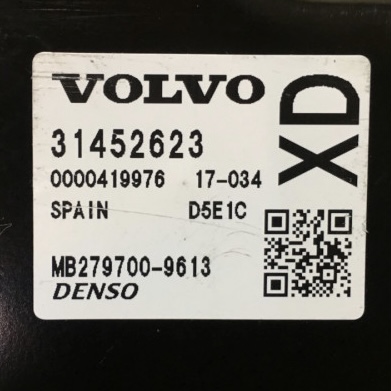 VOLVO
XD
31452623
0000419976 17-034
SPAIN D5E1C
MB279700-9613
DENSO